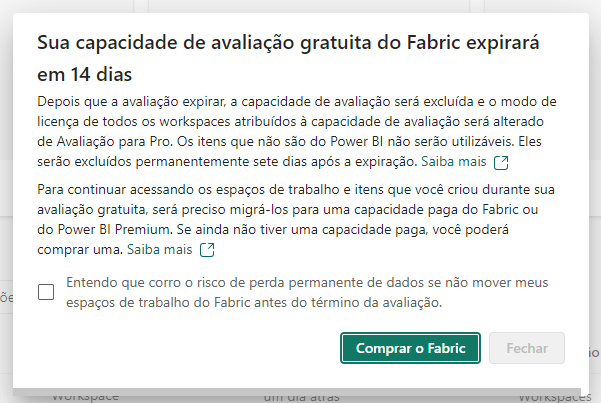 Sua capacidade de avaliação gratuita do Fabric expirará
em 14 dias
Depois que a avaliação expirar, a capacidade de avaliação será excluída e o modo de
licença de todos os workspaces atribuídos à capacidade de avaliação será alterado
de Avaliação para Pro. Os itens que não são do Power BI não serão utilizáveis. Eles
serão excluídos permanentemente sete dias após a expiração. Saiba mais
Para continuar acessando os espaços de trabalho e itens que você criou durante sua
avaliação gratuita, será preciso migrá-los para uma capacidade paga do Fabric ou
do Power BI Premium. Se ainda não tiver uma capacidade paga, você poderá
comprar uma. Saiba mais
Entendo que corro o risco de perda permanente de dados se não mover meus
espaços de trabalho do Fabric antes do término da avaliação.
Comprar o Fabric
Fechar
Workspace
um dia atrás
Workspaces